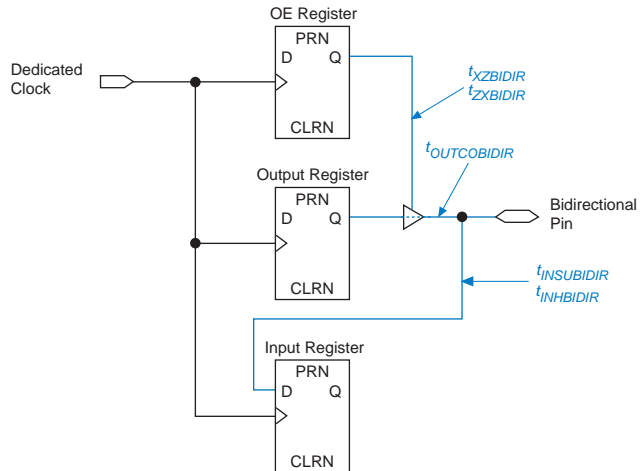 OE Register
PRN
D Q
CLRN
Dedicated
Clock
tXZBIDIR
tZXBIDIR
tOUTCOBIDIR
Output Register
PRN
D Q
CLRN
Bidirectional
Pin
tINSUBIDIR
tINHBIDIR
Input Register
PRN
D Q
CLRN